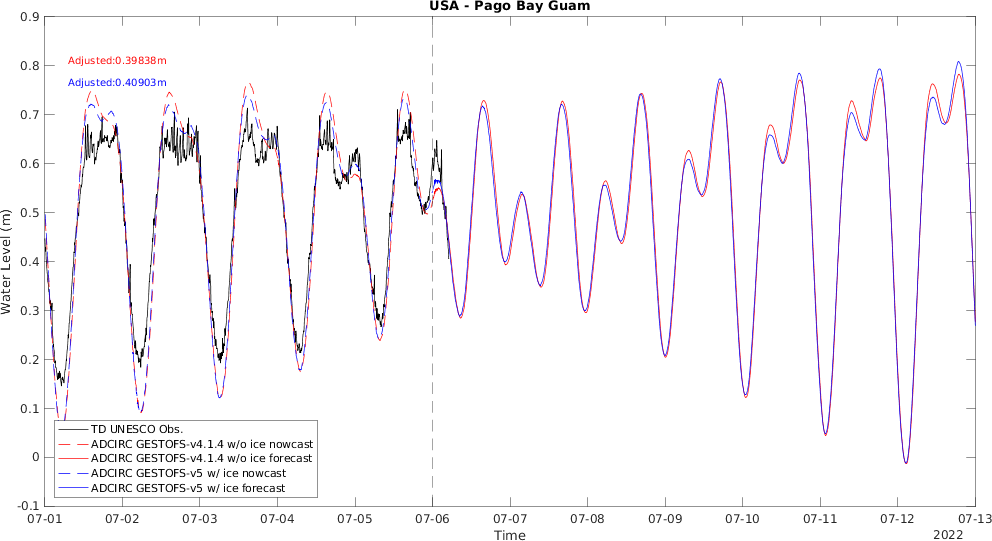 USA - Pago Bay Guam
0.9
0.8
0.7
0.6
0.5
0.4
0.3
0.2
0.1
0
-0.1
Water Level (m)
Adjusted:0.39838m
Adjusted:0.40903m
TD UNESCO Obs.
ADCIRC GESTOFS-v4.1.4 w/o ice nowcast
ADCIRC GESTOFS-v4.1.4 w/o ice forecast
ADCIRC GESTOFS-v5 w/ ice nowcast
ADCIRC GESTOFS-v5 w/ ice forecast
07-01 07-02 07-03 07-04 07-05 07-06 07-07 07-08 07-09 07-10 07-11 07-12 07-13
Time
2022